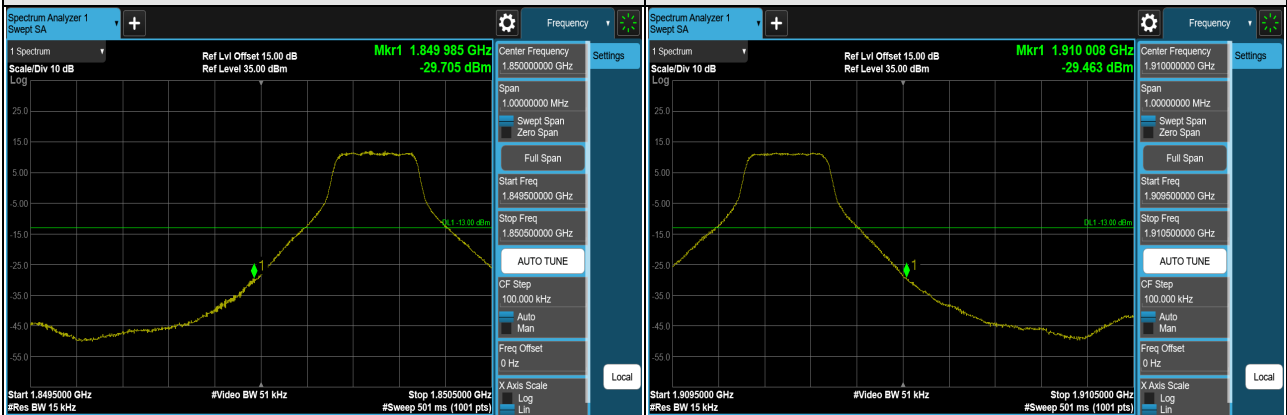 Spectrum Analyzer 1
Swept SA
+
Frequency
1 Spectrum
Scale/Div 10 dB
Ref Lvl Offset 15.00 dB
Ref Level 35.00 dBm
Mkr1 1.849 985 GHz
-29.705 dBm
Log
25.0
15.0
5.00
-5.00
-15.0
-25.0
-35.0
-45.0
-55.0
DL1 -13.00 dBm
1
Start 1.8495000 GHz
#Res BW 15 kHz
#Video BW 51 kHz
Stop 1.8505000 GHz
#Sweep 501 ms (1001 pts)
Center Frequency
1.850000000 GHz
Settings
Span
1.00000000 MHz
Swept Span
Zero Span
Full Span
Start Freq
1.849500000 GHz
Stop Freq
1.850500000 GHz
AUTO TUNE
CF Step
100.000 kHz
Auto
Man
Freq Offset
0 Hz
X Axis Scale
Log
Lin
Local
Spectrum Analyzer 1
Swept SA
+
Frequency
1 Spectrum
Scale/Div 10 dB
Ref Lvl Offset 15.00 dB
Ref Level 35.00 dBm
Mkr1 1.910 008 GHz
-29.463 dBm
Log
25.0
15.0
5.00
-5.00
-15.0
-25.0
-35.0
-45.0
-55.0
DL1 -13.00 dBm
1
Start 1.9095000 GHz
#Res BW 15 kHz
#Video BW 51 kHz
Stop 1.9105000 GHz
#Sweep 501 ms (1001 pts)
Center Frequency
1.910000000 GHz
Settings
Span
1.00000000 MHz
Swept Span
Zero Span
Full Span
Start Freq
1.909500000 GHz
Stop Freq
1.910500000 GHz
AUTO TUNE
CF Step
100.000 kHz
Auto
Man
Freq Offset
0 Hz
X Axis Scale
Log
Lin
Local